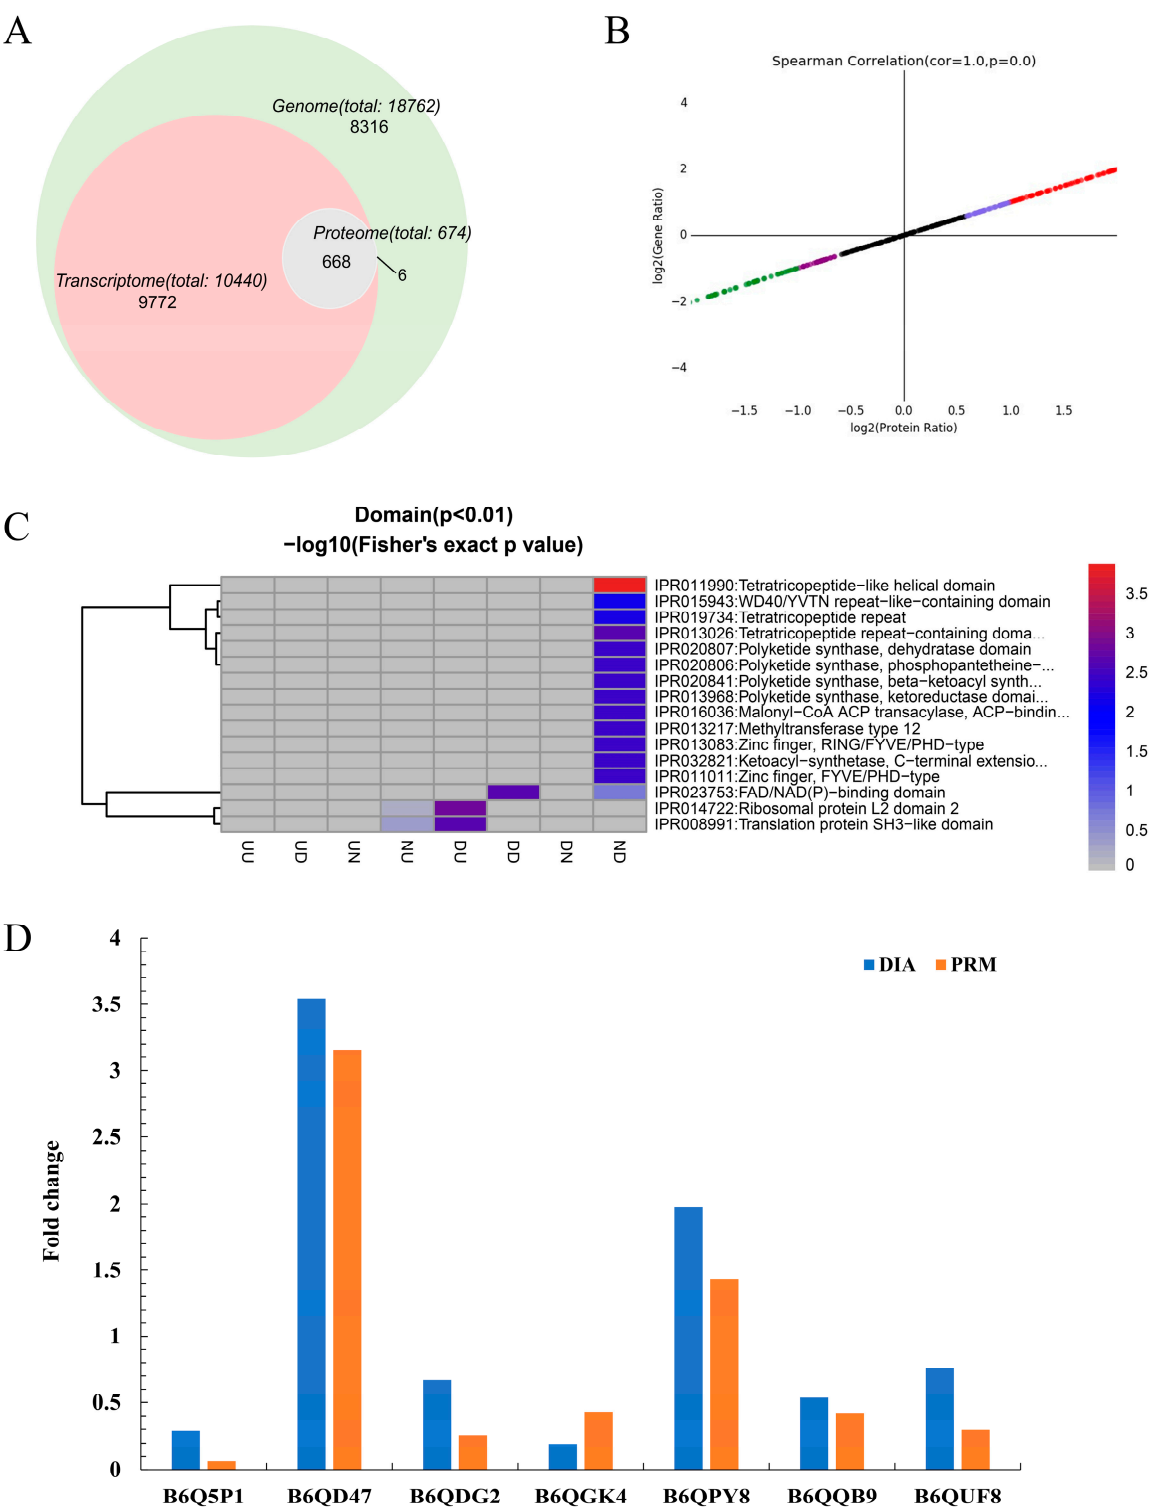 A
Genome(total: 18762)
8316
Proteome(total: 674)
668
6
Transcriptome(total: 10440)
9772
B
Spearman Correlation(cor=1.0,p=0.0)
log2(Gene Ratio)
4
2
0
−2
−4
−1.5 −1.0 −0.5 0.0 0.5 1.0 1.5
log2(Protein Ratio)
C
Domain(p<0.01)
−log10(Fisher's exact p value)
IPR011990:Tetratricopeptide−like helical domain
IPR015943:WD40/YVTN repeat−like−containing domain
IPR019734:Tetratricopeptide repeat
IPR013026:Tetratricopeptide repeat−containing doma...
IPR020807:Polyketide synthase, dehydratase domain
IPR020806:Polyketide synthase, phosphopantetheine−...
IPR020841:Polyketide synthase, beta−ketoacyl synth...
IPR013968:Polyketide synthase, ketoreductase domai...
IPR016036:Malonyl−CoA ACP transacylase, ACP−bindin...
IPR013217:Methyltransferase type 12
IPR013083:Zinc finger, RING/FYVE/PHD−type
IPR032821:Ketoacyl−synthetase, C−terminal extensio...
IPR011011:Zinc finger, FYVE/PHD−type
IPR023753:FAD/NAD(P)−binding domain
IPR014722:Ribosomal protein L2 domain 2
IPR008991:Translation protein SH3−like domain
UU UD UN NU DU DD DN ND
3.5
3
2.5
2
1.5
1
0.5
0
D
DIA PRM
Fold change
4
3.5
3
2.5
2
1.5
1
0.5
0
B6Q5P1 B6QD47 B6QDG2 B6QGK4 B6QPY8 B6QQB9 B6QUF8